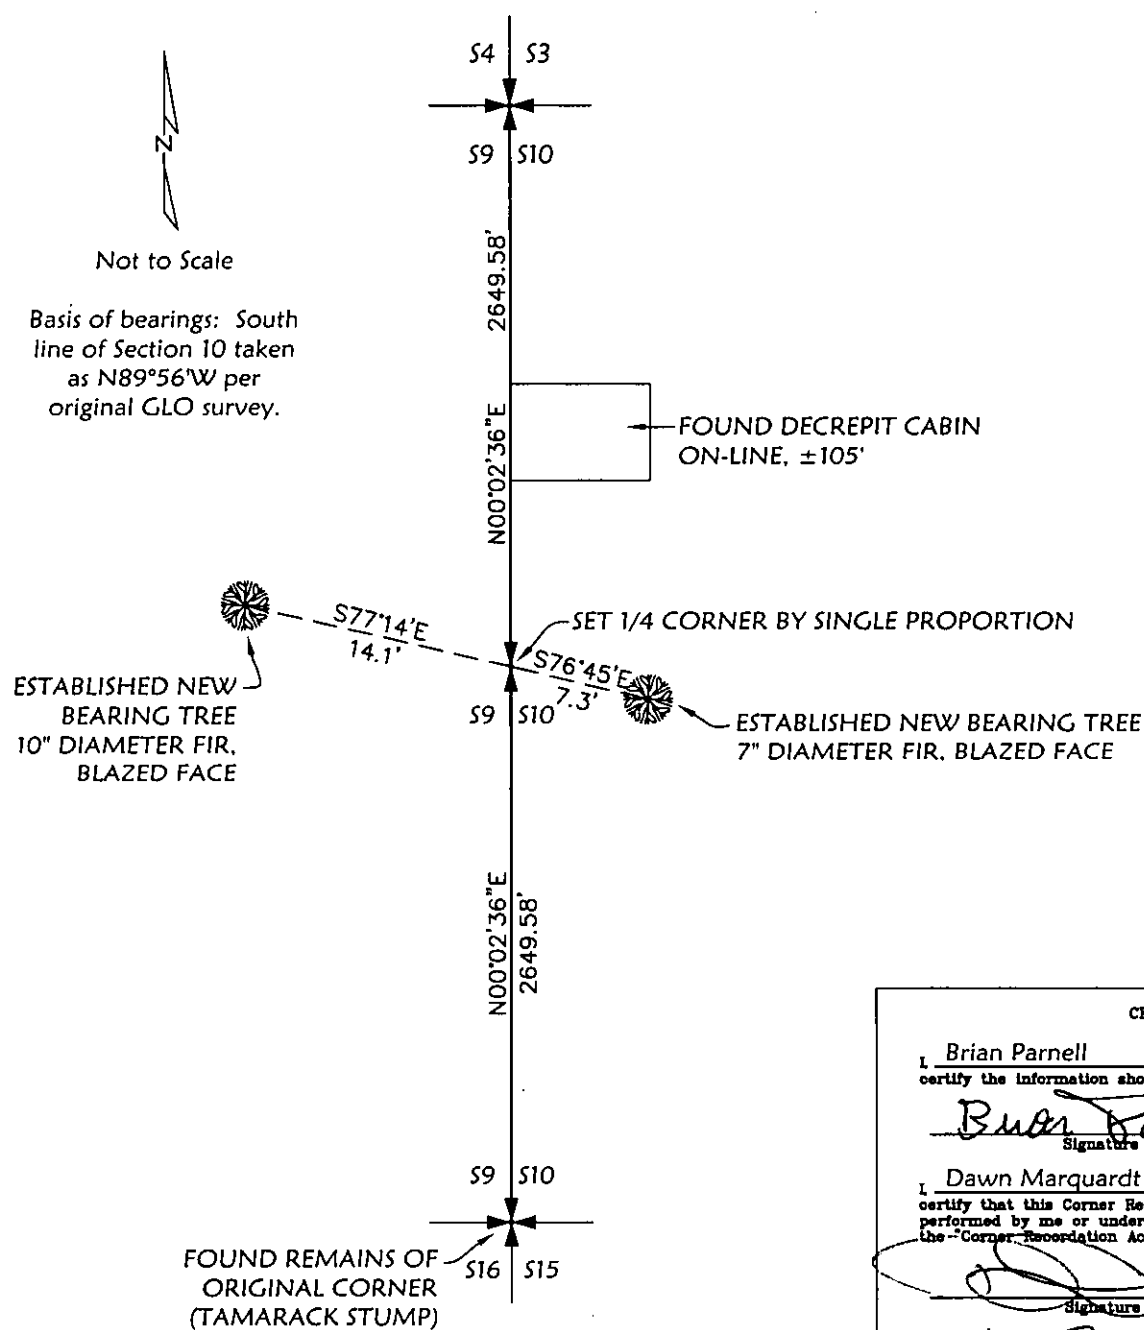 S4 S3
S9 S10
N
Not to Scale
Basis of bearings: South
line of Section 10 taken
as N89°56'W per
original GLO survey.
2649.58'
N00°02'36"E
FOUND DECREPIT CABIN
ON-LINE, ±105'
S77°14'E
14.1'
SET 1/4 CORNER BY SINGLE PROPORTION
S76°45'E
7.3'
ESTABLISHED NEW
BEARING TREE
10" DIAMETER FIR,
BLAZED FACE
S9 S10
ESTABLISHED NEW BEARING TREE
7" DIAMETER FIR, BLAZED FACE
N00°02'36"E
2649.58'
S9 S10
FOUND REMAINS OF
ORIGINAL CORNER
(TAMARACK STUMP)
S16 S15
I, Brian Parnell
certify the information sho
Signature
I, Dawn Marquardt
certify that this Corner Re
performed by me or under
the "Corner Recordation Ac
Signature